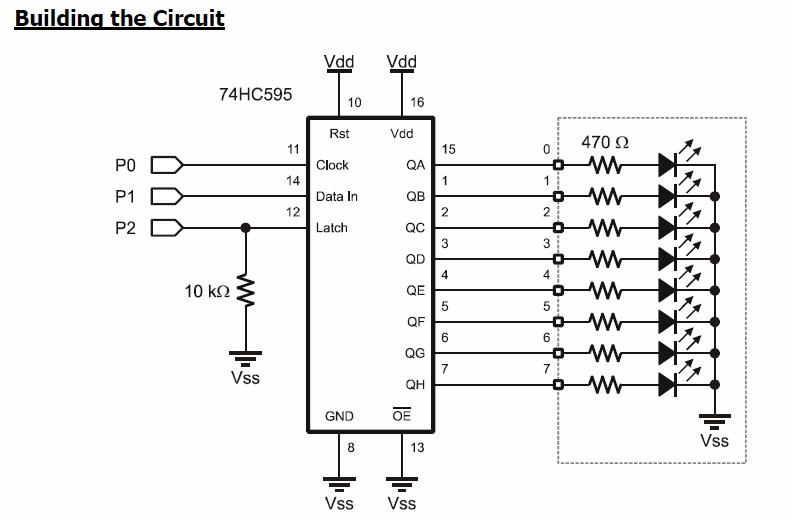 Building the Circuit
Vdd Vdd
74HC595
10 16
Rst Vdd
470 Ω
P0 11 Clock QA 15 0
P1 14 Data In QB 1 1
P2 12 Latch QC 2 2
QD 3 3
10 kΩ QE 4 4
QF 5 5
QG 6 6
Vss
QH 7 7
GND OE
Vss
8 13
Vss Vss